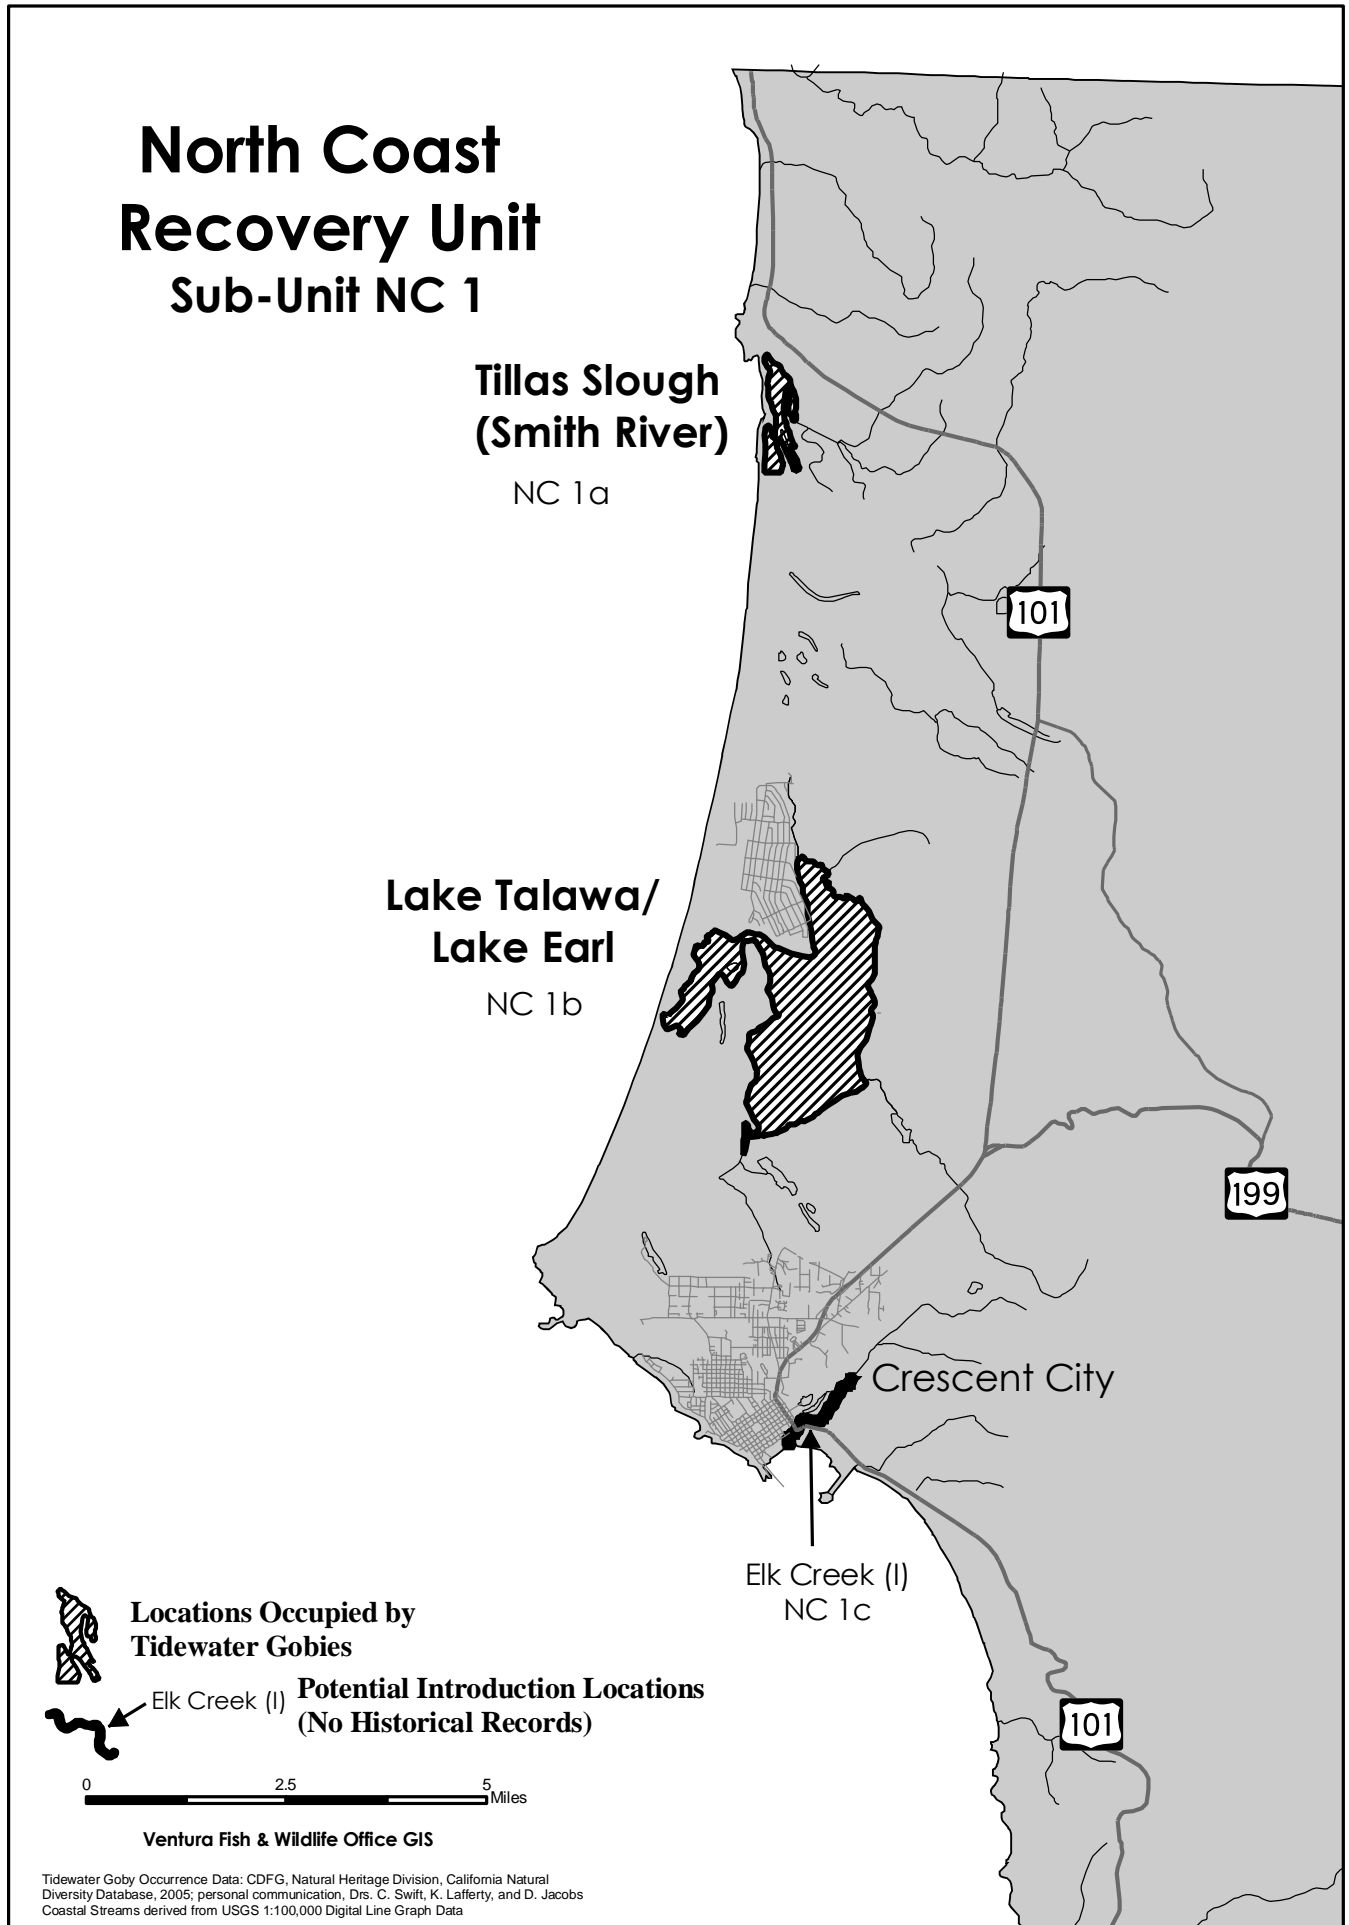 North Coast
Recovery Unit
Sub-Unit NC 1
Tillas Slough
(Smith River)
NC 1a
101
Lake Talawa/
Lake Earl
NC 1b
199
Crescent City
Elk Creek (I)
NC 1c
Locations Occupied by
Tidewater Gobies
Elk Creek (I)
Potential Introduction Locations
(No Historical Records)
101
0 2.5 5
Miles
Ventura Fish & Wildlife Office GIS
Tidewater Goby Occurrence Data: CDFG, Natural Heritage Division, California Natural
Diversity Database, 2005; personal communication, Drs. C. Swift, K. Lafferty, and D. Jacobs
Coastal Streams derived from USGS 1:100,000 Digital Line Graph Data